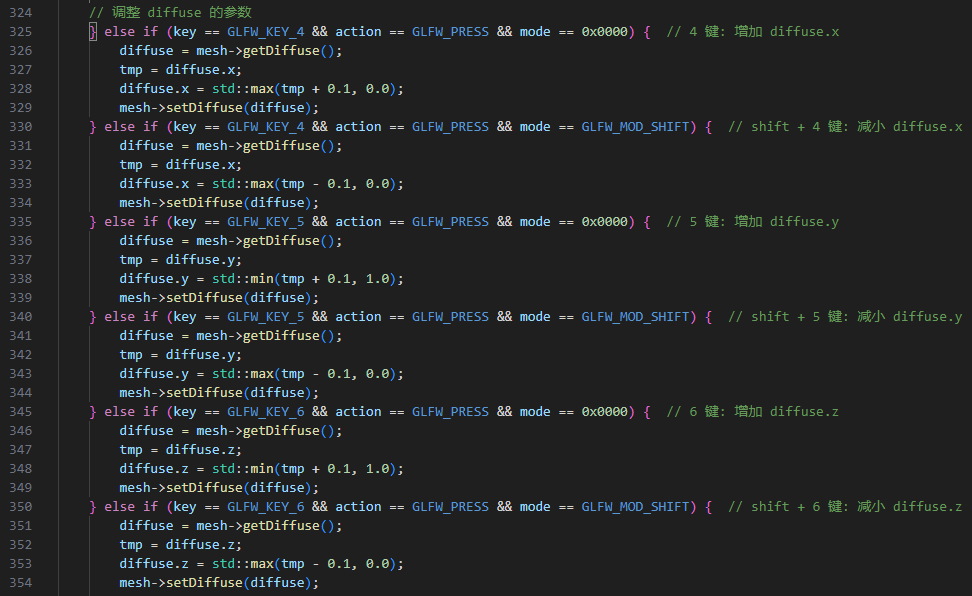 324 // 调整 diffuse 的参数
325 } else if (key == GLFW_KEY_4 && action == GLFW_PRESS && mode == 0x0000) { // 4 键: 增加 diffuse.x
326 diffuse = mesh->getDiffuse();
327 tmp = diffuse.x;
328 diffuse.x = std::max(tmp + 0.1, 0.0);
329 mesh->setDiffuse(diffuse);
330 } else if (key == GLFW_KEY_4 && action == GLFW_PRESS && mode == GLFW_MOD_SHIFT) { // shift + 4 键: 减小 diffuse.x
331 diffuse = mesh->getDiffuse();
332 tmp = diffuse.x;
333 diffuse.x = std::max(tmp - 0.1, 0.0);
334 mesh->setDiffuse(diffuse);
335 } else if (key == GLFW_KEY_5 && action == GLFW_PRESS && mode == 0x0000) { // 5 键: 增加 diffuse.y
336 diffuse = mesh->getDiffuse();
337 tmp = diffuse.y;
338 diffuse.y = std::min(tmp + 0.1, 1.0);
339 mesh->setDiffuse(diffuse);
340 } else if (key == GLFW_KEY_5 && action == GLFW_PRESS && mode == GLFW_MOD_SHIFT) { // shift + 5 键: 减小 diffuse.y
341 diffuse = mesh->getDiffuse();
342 tmp = diffuse.y;
343 diffuse.y = std::max(tmp - 0.1, 0.0);
344 mesh->setDiffuse(diffuse);
345 } else if (key == GLFW_KEY_6 && action == GLFW_PRESS && mode == 0x0000) { // 6 键: 增加 diffuse.z
346 diffuse = mesh->getDiffuse();
347 tmp = diffuse.z;
348 diffuse.z = std::min(tmp + 0.1, 1.0);
349 mesh->setDiffuse(diffuse);
350 } else if (key == GLFW_KEY_6 && action == GLFW_PRESS && mode == GLFW_MOD_SHIFT) { // shift + 6 键: 减小 diffuse.z
351 diffuse = mesh->getDiffuse();
352 tmp = diffuse.z;
353 diffuse.z = std::max(tmp - 0.1, 0.0);
354 mesh->setDiffuse(diffuse);